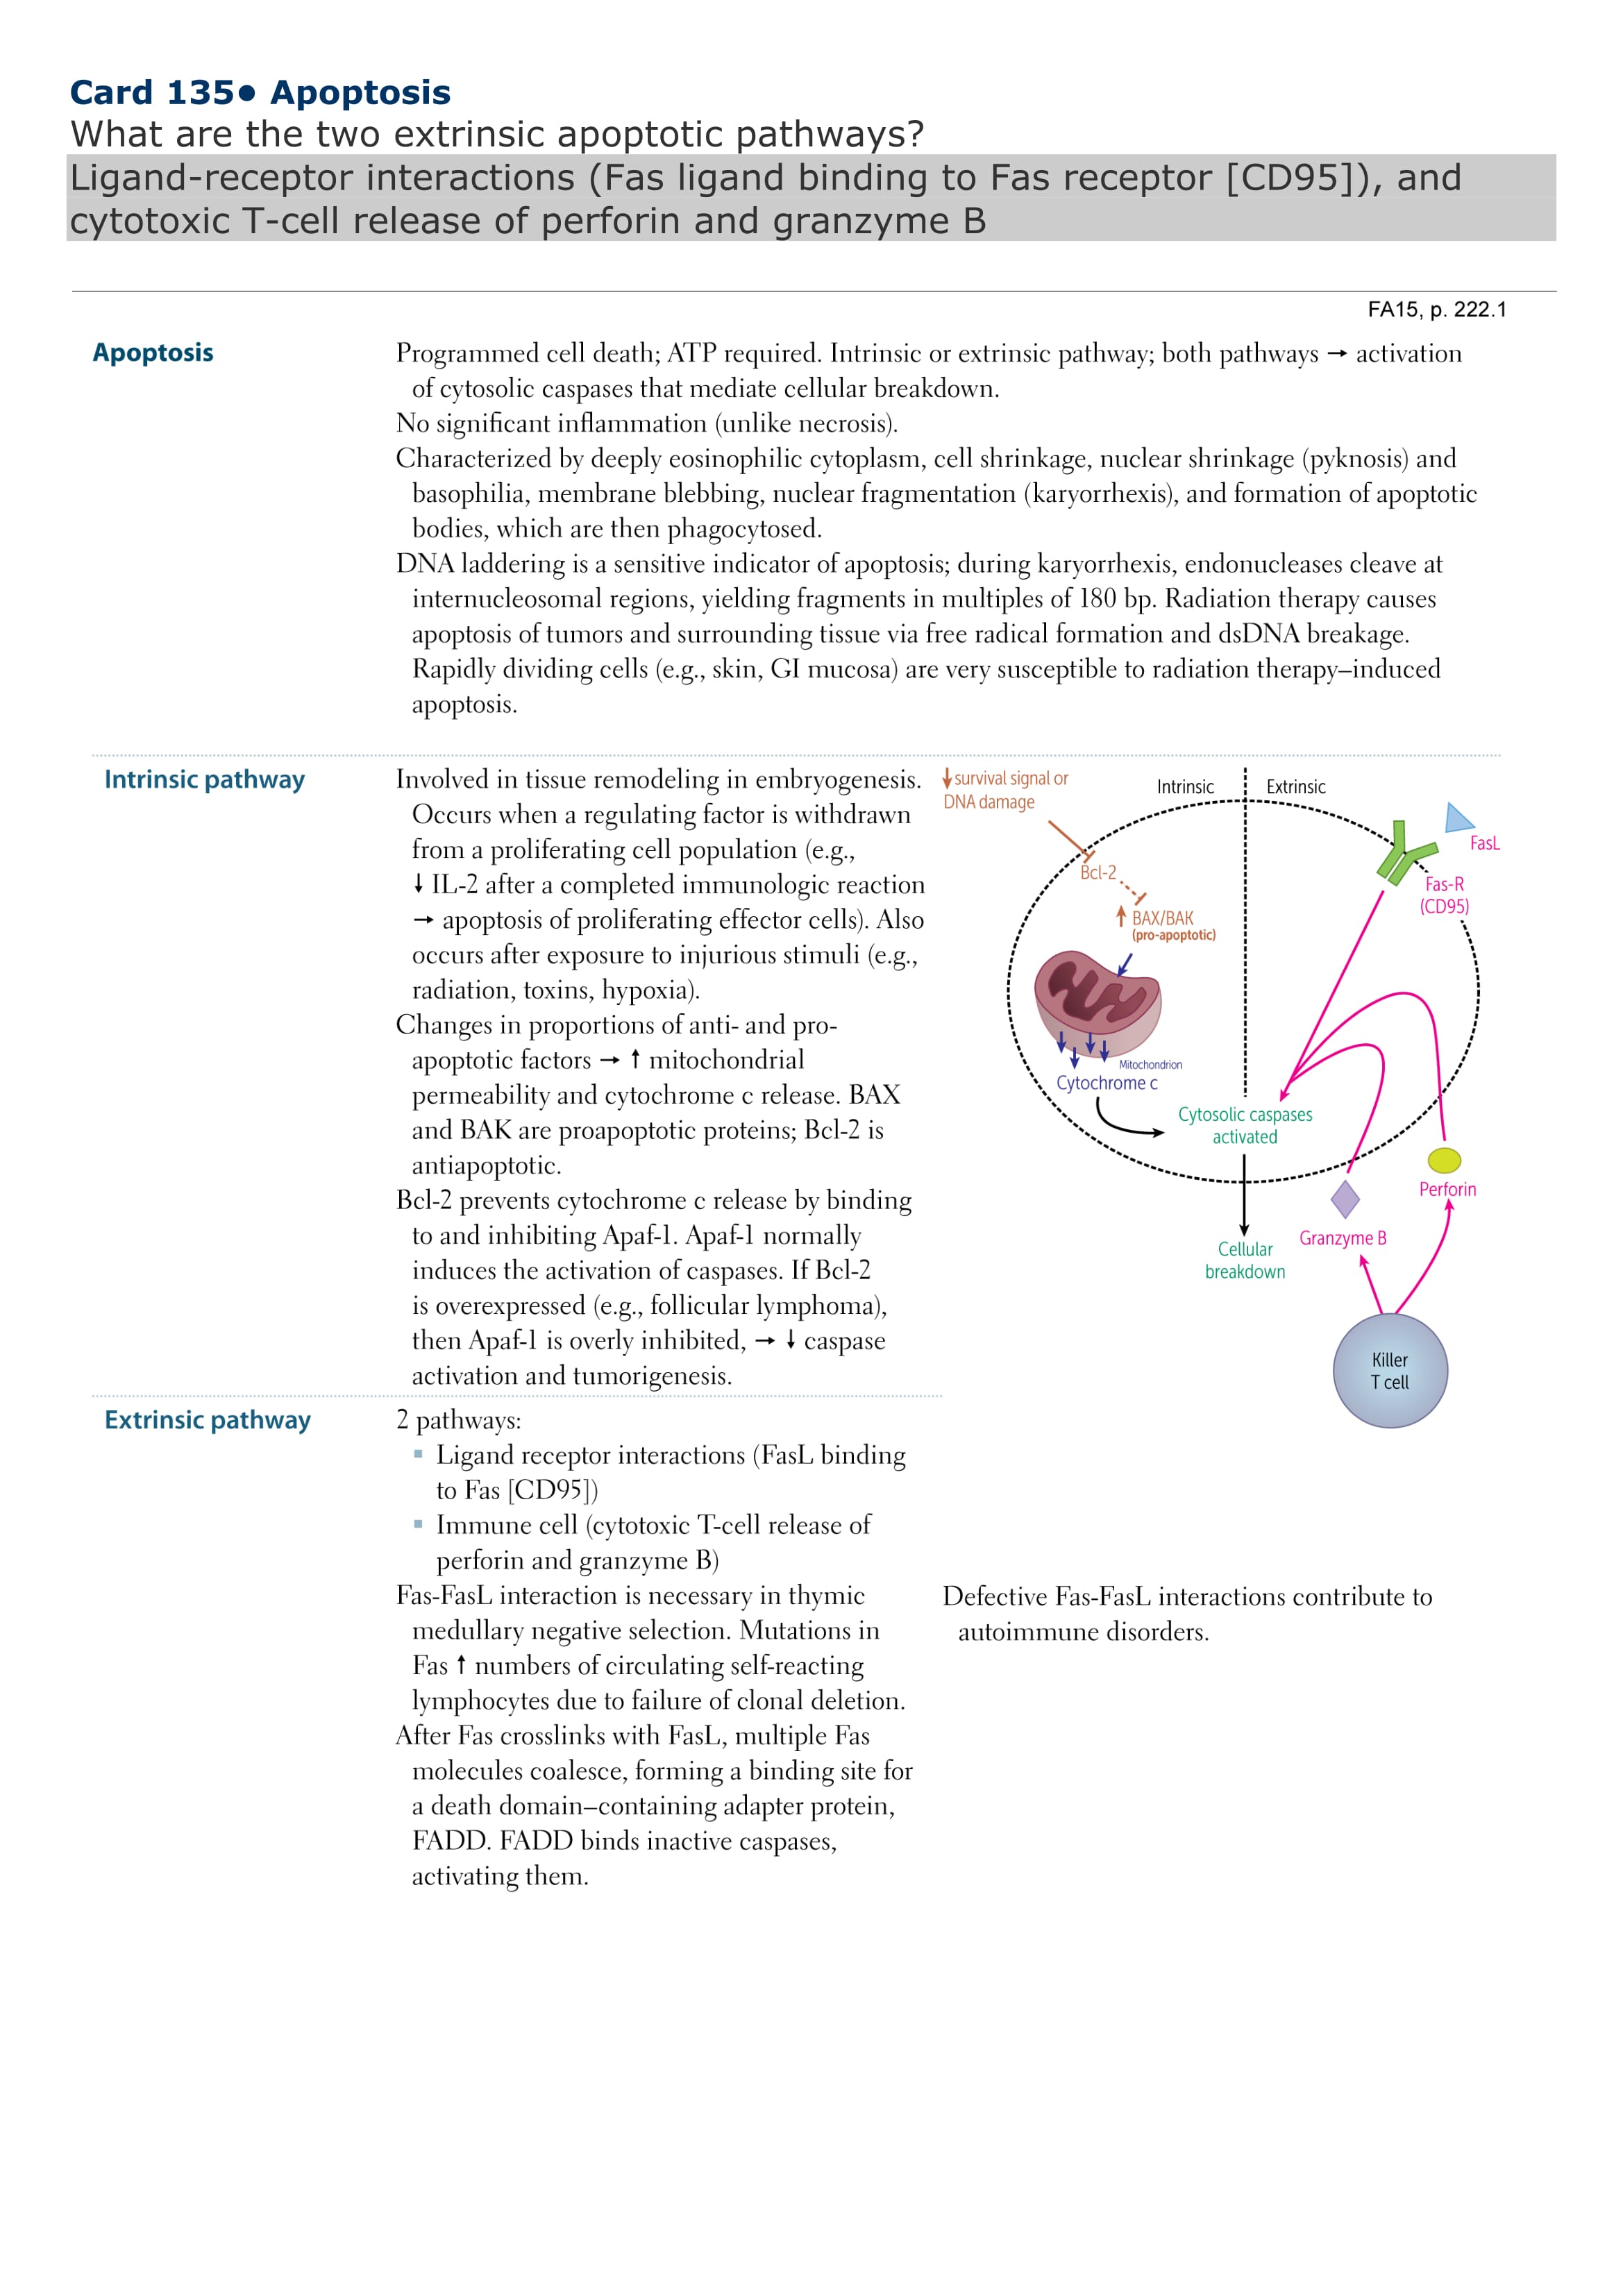 Card 135• Apoptosis
What are the two extrinsic apoptotic pathways?
Ligand-receptor interactions (Fas ligand binding to Fas receptor [CD95]), and
cytotoxic T-cell release of perforin and granzyme B
FA15, p. 222.1
Apoptosis
Programmed cell death; ATP required. Intrinsic or extrinsic pathway; both pathways → activation
of cytosolic caspases that mediate cellular breakdown.
No significant inflammation (unlike necrosis).
Characterized by deeply eosinophilic cytoplasm, cell shrinkage, nuclear shrinkage (pyknosis) and
basophilia, membrane blebbing, nuclear fragmentation (karyorrhexis), and formation of apoptotic
bodies, which are then phagocytosed.
DNA laddering is a sensitive indicator of apoptosis; during karyorrhexis, endonucleases cleave at
internucleosomal regions, yielding fragments in multiples of 180 bp. Radiation therapy causes
apoptosis of tumors and surrounding tissue via free radical formation and dsDNA breakage.
Rapidly dividing cells (e.g., skin, GI mucosa) are very susceptible to radiation therapy–induced
apoptosis.
Intrinsic pathway
Involved in tissue remodeling in embryogenesis.
Occurs when a regulating factor is withdrawn
from a proliferating cell population (e.g.,
↓ IL-2 after a completed immunologic reaction
→ apoptosis of proliferating effector cells). Also
occurs after exposure to injurious stimuli (e.g.,
radiation, toxins, hypoxia).
Changes in proportions of anti- and pro-
apoptotic factors → ↑ mitochondrial
permeability and cytochrome c release. BAX
and BAK are proapoptotic proteins; Bcl-2 is
antiapoptotic.
Bcl-2 prevents cytochrome c release by binding
to and inhibiting Apaf-1. Apaf-1 normally
induces the activation of caspases. If Bcl-2
is overexpressed (e.g., follicular lymphoma),
then Apaf-1 is overly inhibited, → ↓ caspase
activation and tumorigenesis.
↓ survival signal or
DNA damage
Intrinsic
Extrinsic
FasL
Bcl-2
Fas-R
(CD95)
↑ BAX/BAK
(pro-apoptotic)
Mitochondrion
Cytochrome c
Cytosolic caspases
activated
Perforin
Granzyme B
Cellular
breakdown
Killer
T cell
Extrinsic pathway
2 pathways:
▪ Ligand receptor interactions (FasL binding
to Fas [CD95])
▪ Immune cell (cytotoxic T-cell release of
perforin and granzyme B)
Fas-FasL interaction is necessary in thymic
medullary negative selection. Mutations in
Fas ↑ numbers of circulating self-reacting
lymphocytes due to failure of clonal deletion.
After Fas crosslinks with FasL, multiple Fas
molecules coalesce, forming a binding site for
a death domain–containing adapter protein,
FADD. FADD binds inactive caspases,
activating them.
Defective Fas-FasL interactions contribute to
autoimmune disorders.